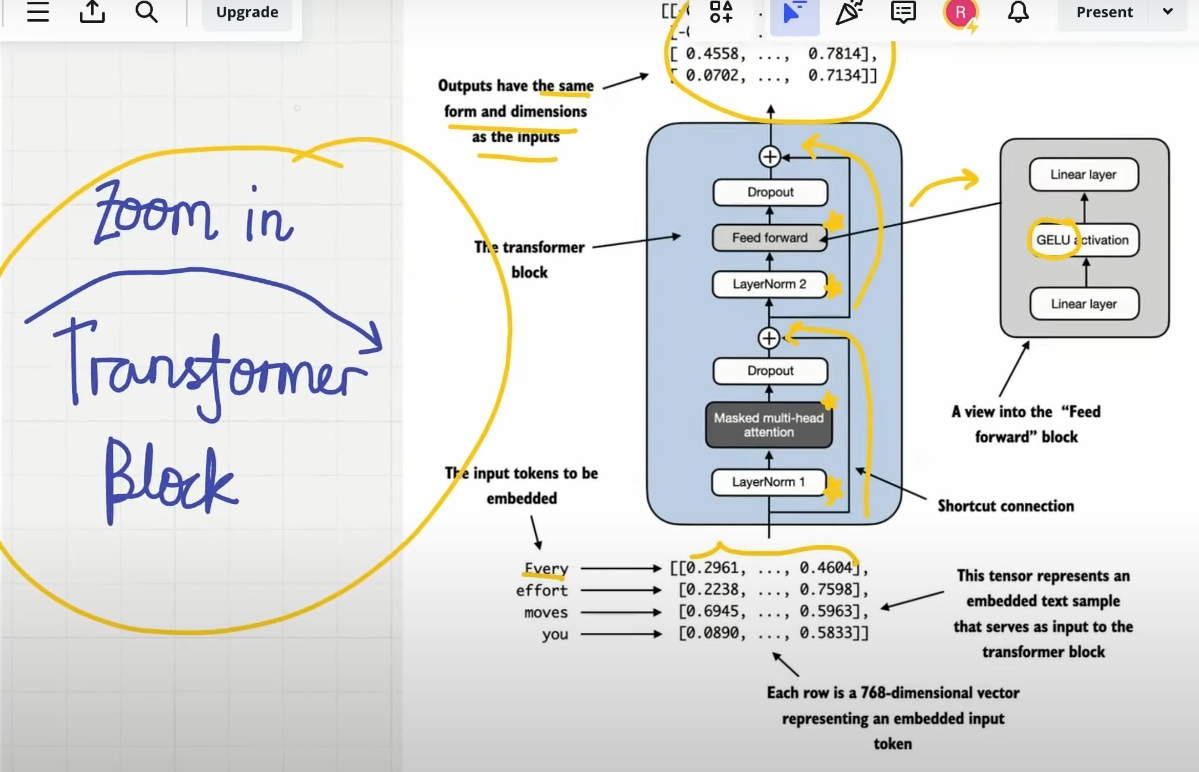 Upgrade
R
Present
[[-
[-
[ 0.4558, ..., 0.7814],
[ 0.0702, ..., 0.7134]]
Outputs have the same
form and dimensions
as the inputs
Zoom in
Transformer
Block
The transformer
block
Dropout
Feed forward
LayerNorm 2
Dropout
Masked multi-head
attention
LayerNorm 1
Linear layer
GELU activation
Linear layer
A view into the “Feed
forward” block
Shortcut connection
The input tokens to be
embedded
Every [[0.2961, ..., 0.4604],
effort [0.2238, ..., 0.7598],
moves [0.6945, ..., 0.5963],
you [0.0890, ..., 0.5833]]
This tensor represents an
embedded text sample
that serves as input to the
transformer block
Each row is a 768-dimensional vector
representing an embedded input
token